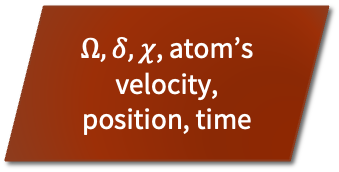 Ω, δ, χ, atom’s
velocity,
position, time